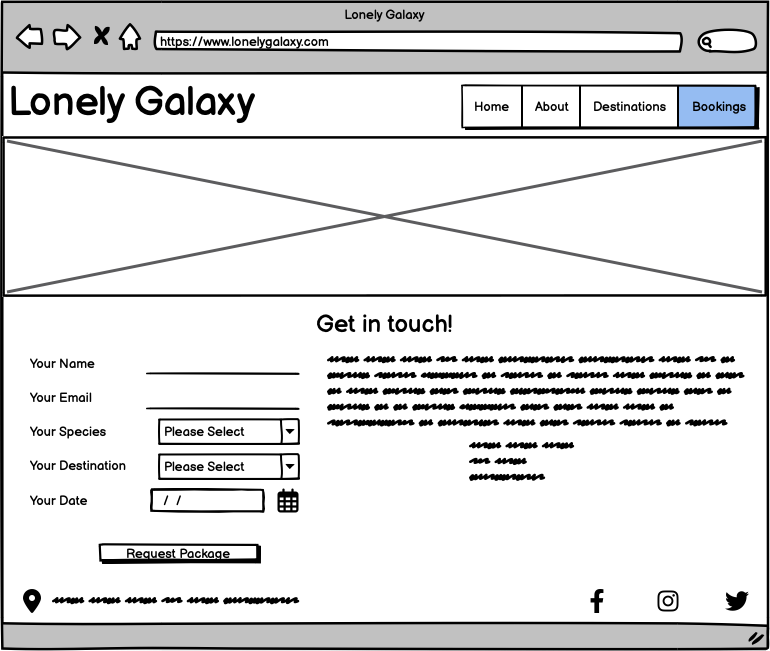 Lonely Galaxy
https://www.lonelygalaxy.com
Lonely Galaxy
Home
About
Destinations
Bookings
Get in touch!
Your Name
Your Email
Your Species
Please Select
Your Destination
Please Select
Your Date
/ /
Request Package